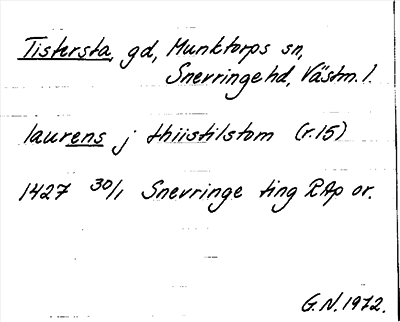 Tistersta, gd, Munktorps sn,
Snevringe hd, Västm. l.
laurens j thiistilstom (r. 15)
1427 30/1 Snevringe ting RAp or.
G.N. 1972.